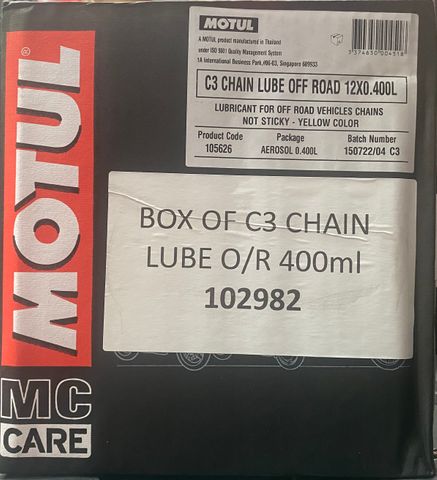 MOTUL
A MOTUL product manufactured in Thailand
under ISO 9001 Quality Management System
1A International Business Park, #06-03, Singapore 609933
3 374650 004518
C3 CHAIN LUBE OFF ROAD 12X0.400L
LUBRICANT FOR OFF ROAD VEHICLES CHAINS
NOT STICKY - YELLOW COLOR
Product Code Package Batch Number
105626 AEROSOL 0.400L 150722/04 C3
BOX OF C3 CHAIN
LUBE O/R 400ml
102982
MOTUL
MC
CARE